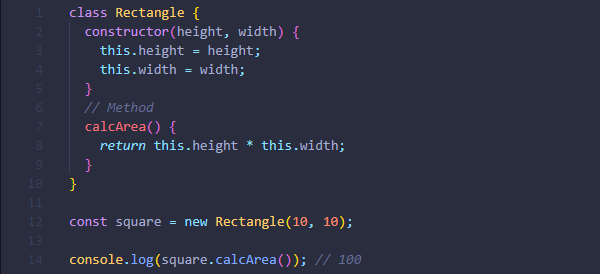 1 class Rectangle {
2   constructor(height, width) {
3     this.height = height;
4     this.width = width;
5   }
6   // Method
7   calcArea() {
8     return this.height * this.width;
9   }
10 }
11
12 const square = new Rectangle(10, 10);
13
14 console.log(square.calcArea()); // 100